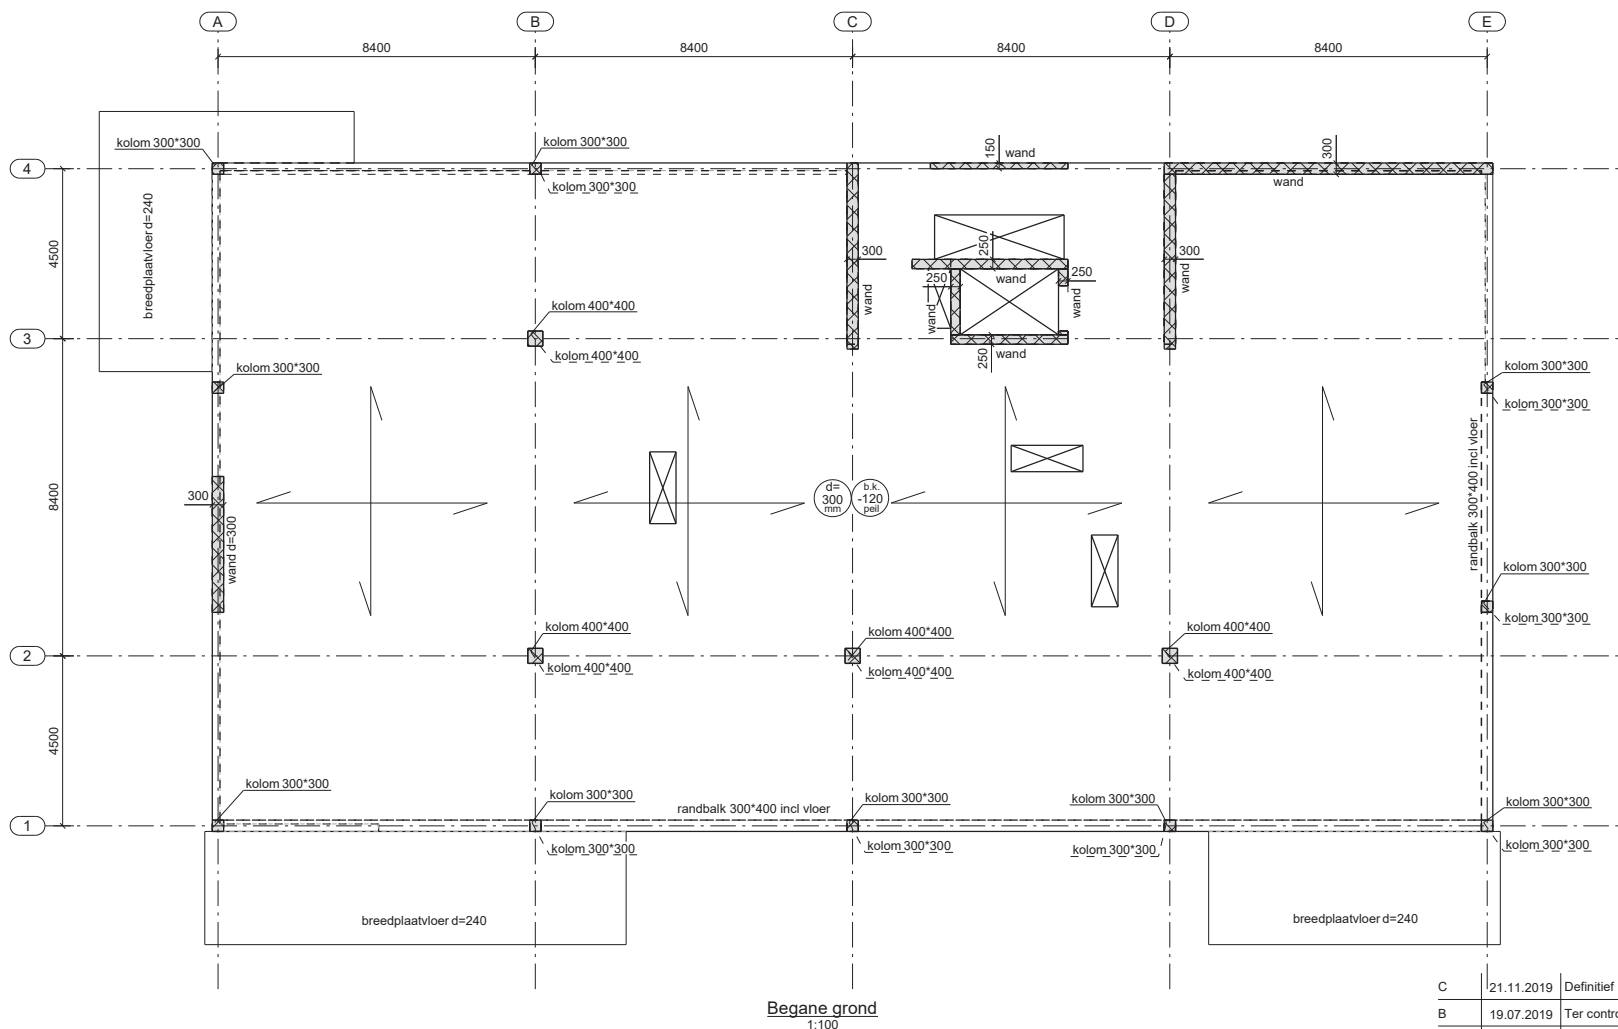 A
B
C
D
E
8400
8400
8400
8400
kolom 300*300
kolom 300*300
kolom 300*300
150
wand
300
wand
4
4500
breedplaatvloer d=240
300
wand
250
250
wand
wand
250
wand
250
wand
300
wand
3
kolom 400*400
kolom 400*400
kolom 300*300
kolom 300*300
kolom 300*300
8400
300
wand d=300
d=
300
mm
b.k.
-120
peil
randbalk 300*400 incl vloer
kolom 300*300
kolom 300*300
2
kolom 400*400
kolom 400*400
kolom 400*400
kolom 400*400
kolom 400*400
kolom 400*400
4500
kolom 300*300
kolom 300*300
randbalk 300*400 incl vloer
kolom 300*300
kolom 300*300
kolom 300*300
1
kolom 300*300
kolom 300*300
kolom 300*300
kolom 300*300
breedplaatvloer d=240
breedplaatvloer d=240
Begane grond
1:100
C 21.11.2019 Definitief
B 19.07.2019 Ter contro